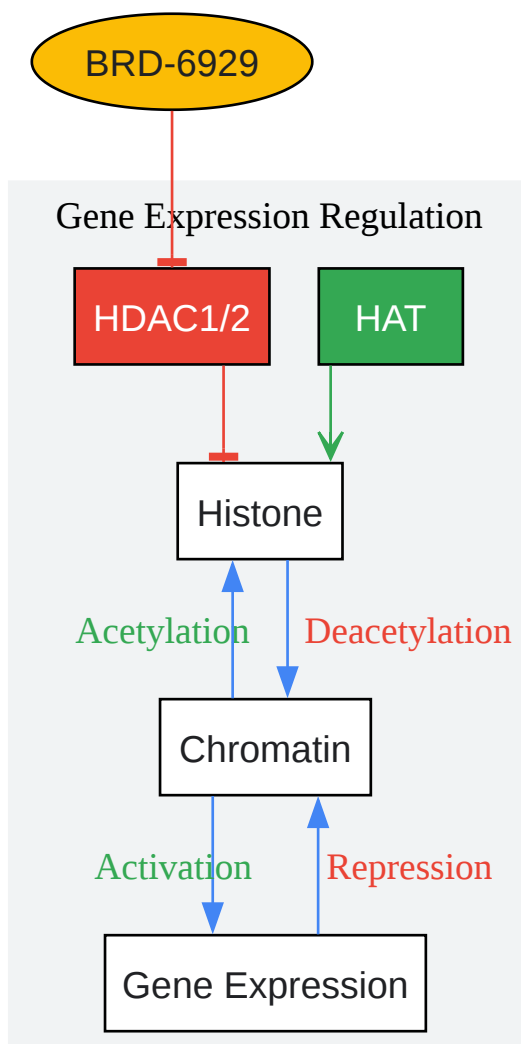 BRD-6929
Gene Expression Regulation
HDAC1/2
HAT
Histone
Acetylation
Deacetylation
Chromatin
Activation
Repression
Gene Expression